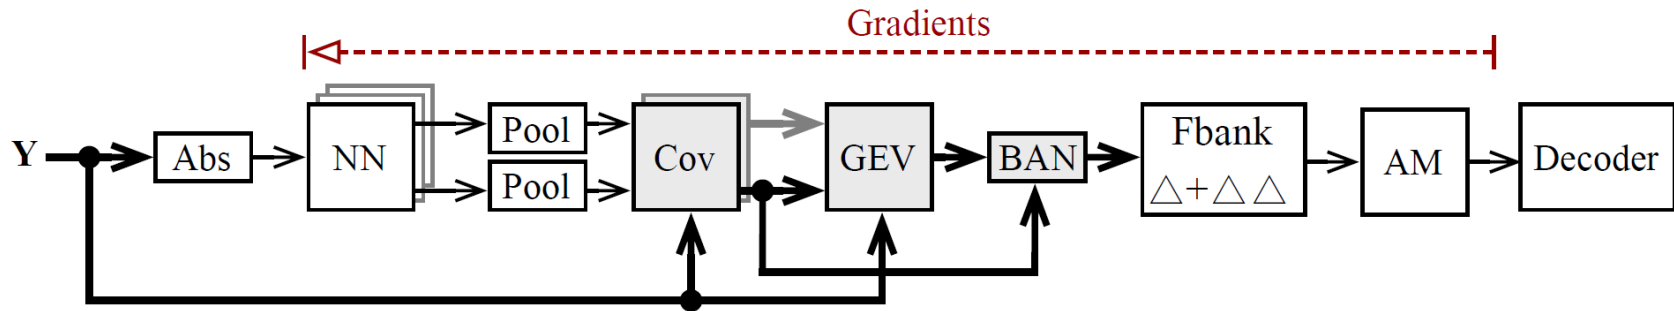 Gradients
Y
Abs
NN
Pool
Pool
Cov
GEV
BAN
Fbank
△+△△
AM
Decoder